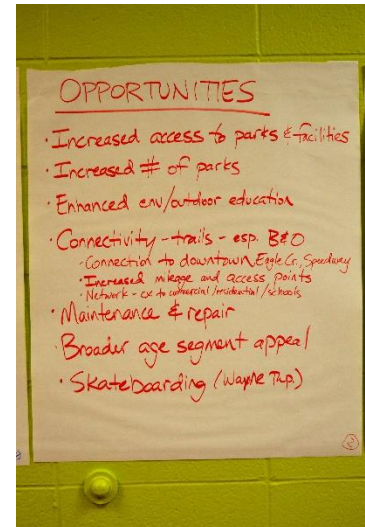 OPPORTUNITIES
· Increased access to parks & facilities
· Increased # of parks
· Enhanced env/outdoor education
· Connectivity - trails - esp. B&O
- Connection to downtown Eagle Cr, Speedway
- Increased mileage and access points
- Network - cx to commercial/residential/schools
· Maintenance & repair
· Broader age segment appeal
· Skateboarding (Wayne Twp.)